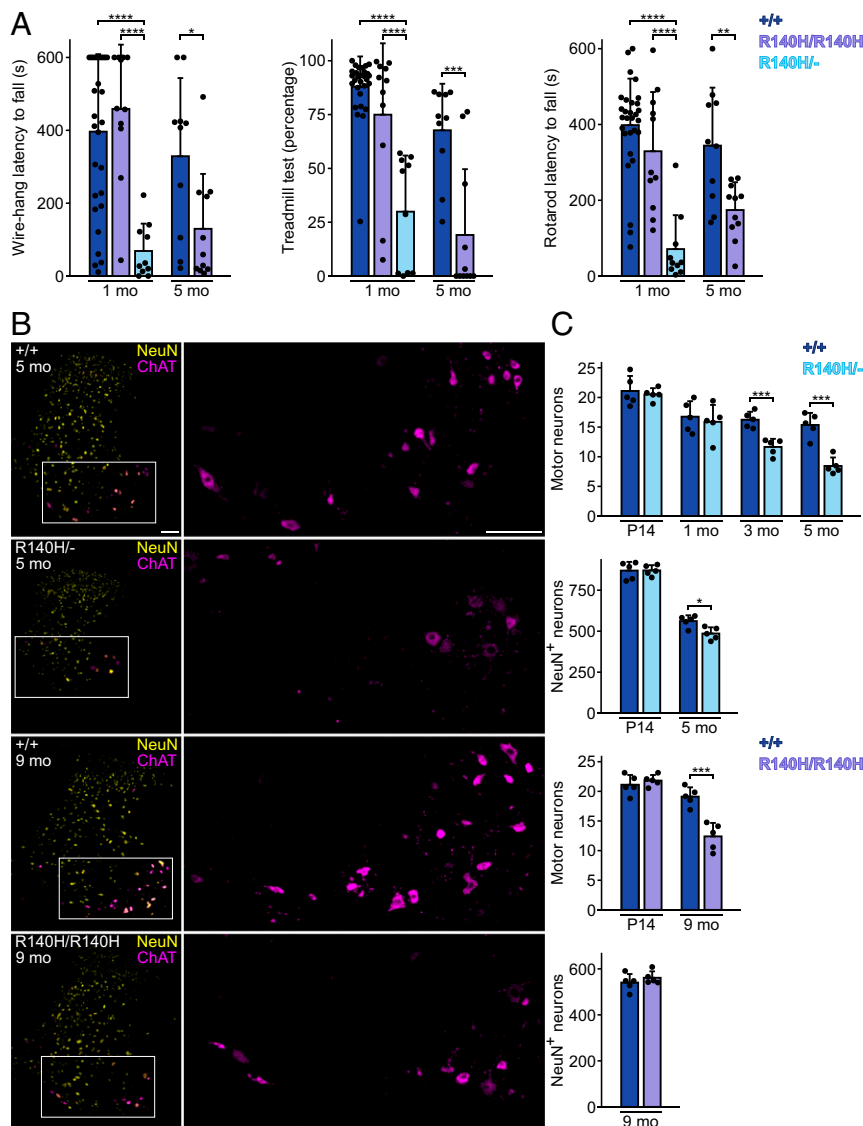 A
Wire-hang latency to fall (s)
600
400
200
0
****
****
*
1 mo
5 mo
Treadmill test (percentage)
100
75
50
25
0
****
****
***
1 mo
5 mo
Rotarod latency to fall (s)
600
400
200
0
****
****
**
1 mo
5 mo
+/+
R140H/R140H
R140H/-
B
+/+
5 mo
NeuN
ChAT
R140H/-
5 mo
NeuN
ChAT
+/+
9 mo
NeuN
ChAT
R140H/R140H
9 mo
NeuN
ChAT
C
+/+
R140H/-
Motor neurons
25
20
15
10
5
0
***
***
P14
1 mo
3 mo
5 mo
NeuN⁺ neurons
750
500
250
0
*
P14
5 mo
+/+
R140H/R140H
Motor neurons
25
20
15
10
5
0
***
P14
9 mo
NeuN⁺ neurons
600
400
200
0
9 mo